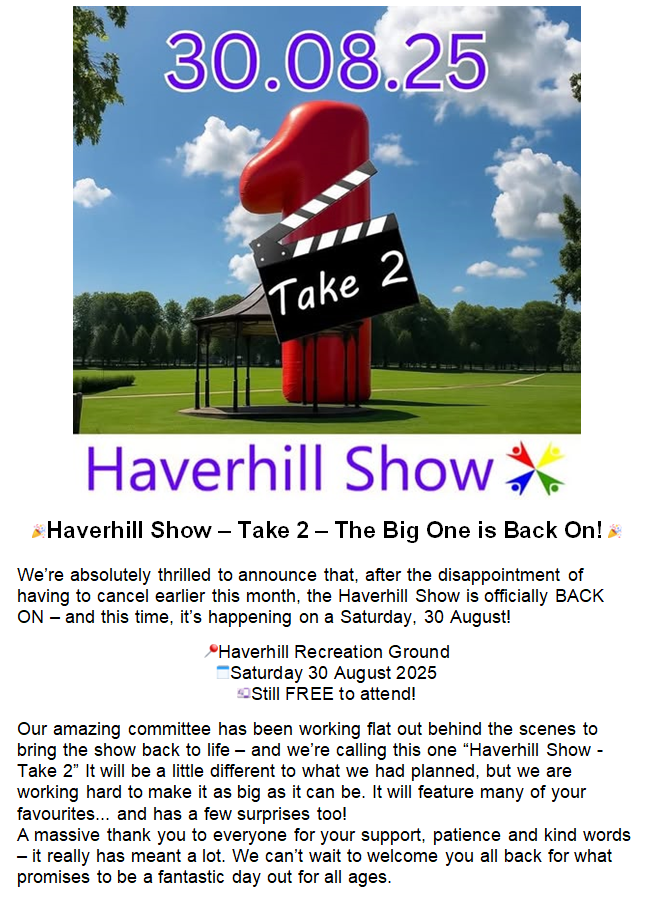 30.08.25
Take 2
Haverhill Show
🎉Haverhill Show – Take 2 – The Big One is Back On!🎉
We’re absolutely thrilled to announce that, after the disappointment of
having to cancel earlier this month, the Haverhill Show is officially BACK
ON – and this time, it’s happening on a Saturday, 30 August!
📍Haverhill Recreation Ground
🗓️Saturday 30 August 2025
🎟️Still FREE to attend!
Our amazing committee has been working flat out behind the scenes to
bring the show back to life – and we’re calling this one “Haverhill Show -
Take 2” It will be a little different to what we had planned, but we are
working hard to make it as big as it can be. It will feature many of your
favourites... and has a few surprises too!
A massive thank you to everyone for your support, patience and kind words
– it really has meant a lot. We can’t wait to welcome you all back for what
promises to be a fantastic day out for all ages.